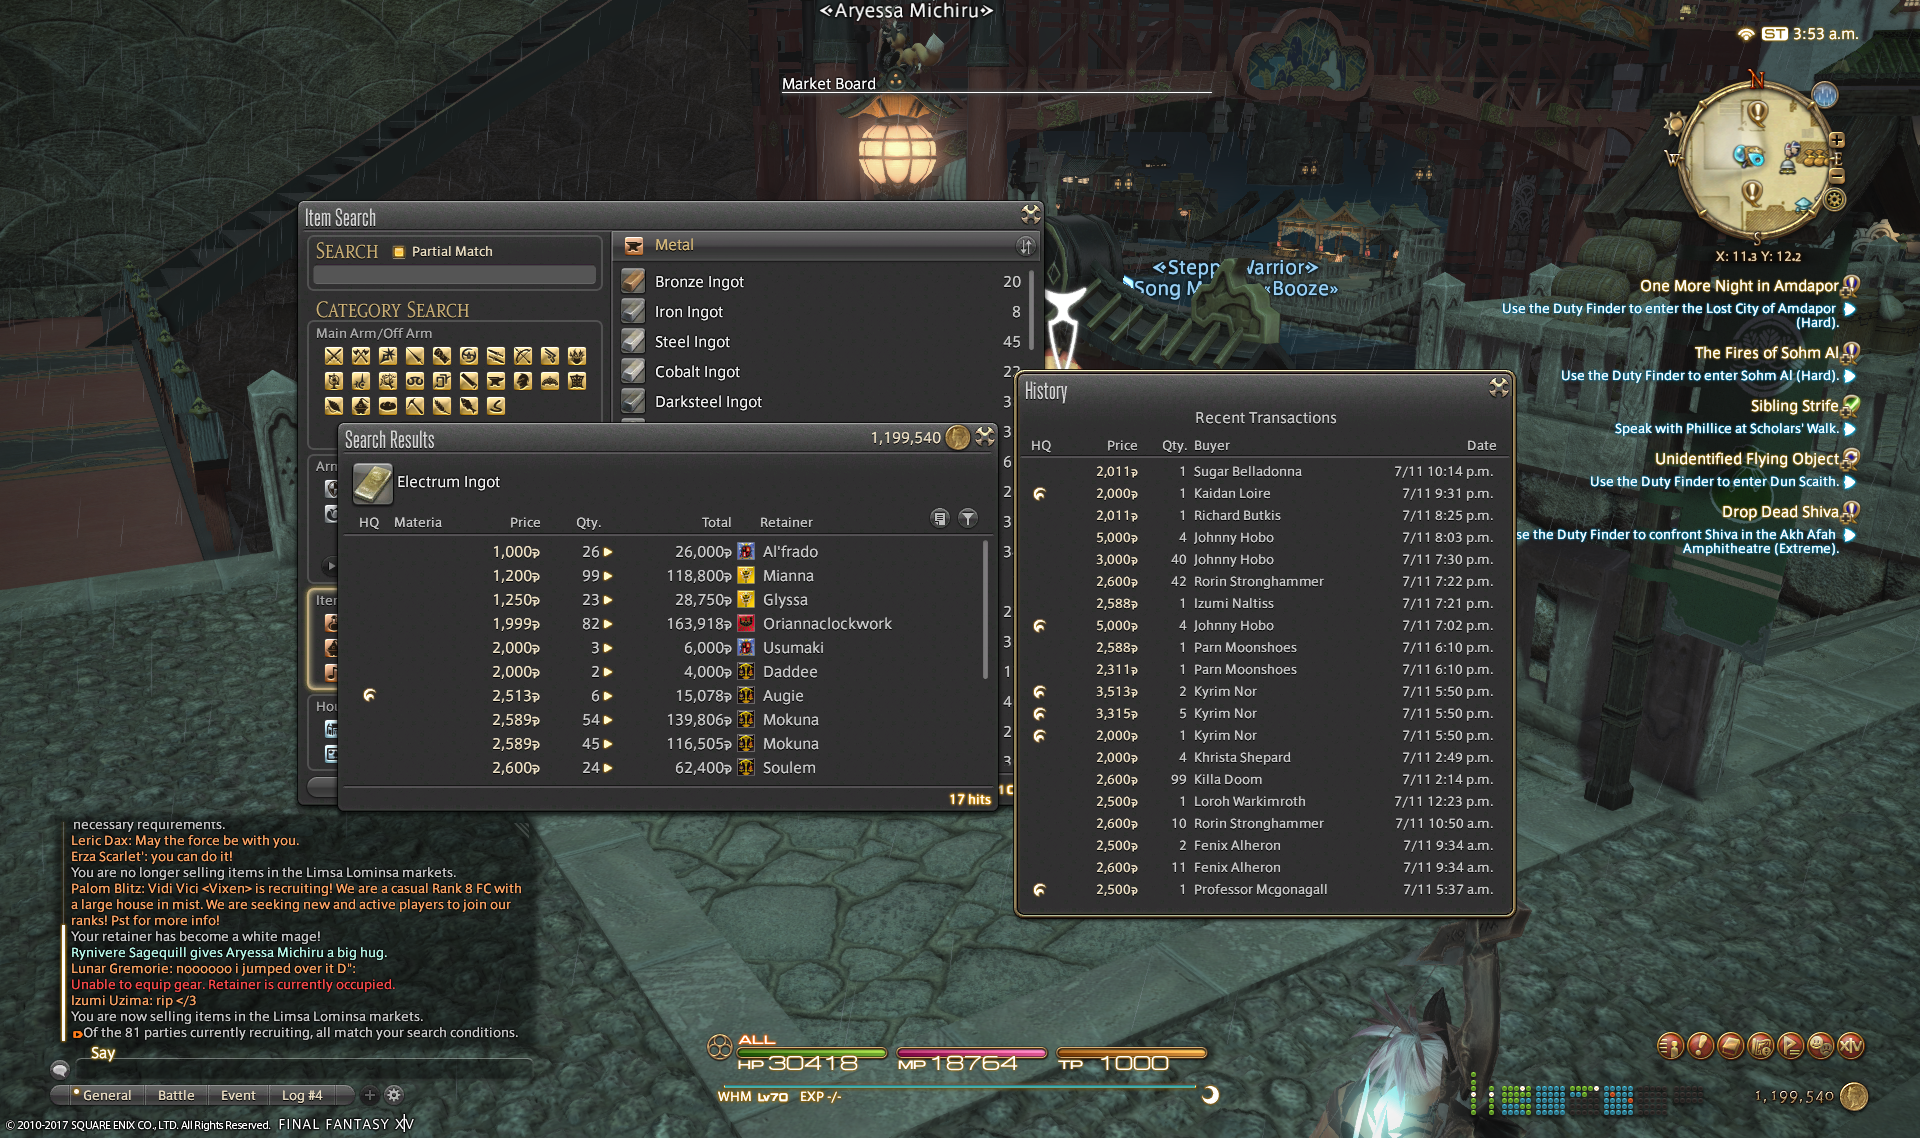 «Aryessa Michiru»
Market Board
ST 3:53 a.m.
N
W
E
S
X: 11.3 Y: 12.2
One More Night in Amdapor
Use the Duty Finder to enter the Lost City of Amdapor
(Hard).
The Fires of Sohm Al
Use the Duty Finder to enter Sohm Al (Hard).
Sibling Strife
Speak with Phillice at Scholars' Walk.
Unidentified Flying Object
Use the Duty Finder to enter Dun Scaith.
Drop Dead Shiva
se the Duty Finder to confront Shiva in the Akh Afah
Amphitheatre (Extreme).
«Stepp Warrior»
Song M «Booze»
Item Search
SEARCH Partial Match
CATEGORY SEARCH
Main Arm/Off Arm
Arm
Iten
Hou
Metal
Bronze Ingot 20
Iron Ingot 8
Steel Ingot 45
Cobalt Ingot 22
Darksteel Ingot 3
Search Results 1,199,540
Electrum Ingot
HQ Materia Price Qty. Total Retainer
1,000 26 26,000 Al'frado
1,200 99 118,800 Mianna
1,250 23 28,750 Glyssa
1,999 82 163,918 Oriannaclockwork
2,000 3 6,000 Usumaki
2,000 2 4,000 Daddee
2,513 6 15,078 Augie
2,589 54 139,806 Mokuna
2,589 45 116,505 Mokuna
2,600 24 62,400 Soulem
17 hits
History
Recent Transactions
HQ Price Qty. Buyer Date
2,011 1 Sugar Belladonna 7/11 10:14 p.m.
2,000 1 Kaidan Loire 7/11 9:31 p.m.
2,011 1 Richard Butkis 7/11 8:25 p.m.
5,000 4 Johnny Hobo 7/11 8:03 p.m.
3,000 40 Johnny Hobo 7/11 7:30 p.m.
2,600 42 Rorin Stronghammer 7/11 7:22 p.m.
2,588 1 Izumi Naltiss 7/11 7:21 p.m.
5,000 4 Johnny Hobo 7/11 7:02 p.m.
2,588 1 Parn Moonshoes 7/11 6:10 p.m.
2,311 1 Parn Moonshoes 7/11 6:10 p.m.
3,513 2 Kyrim Nor 7/11 5:50 p.m.
3,315 5 Kyrim Nor 7/11 5:50 p.m.
2,000 1 Kyrim Nor 7/11 5:50 p.m.
2,000 4 Khrista Shepard 7/11 2:49 p.m.
2,600 99 Killa Doom 7/11 2:14 p.m.
2,500 1 Loroh Warkimroth 7/11 12:23 p.m.
2,600 10 Rorin Stronghammer 7/11 10:50 a.m.
2,500 2 Fenix Alheron 7/11 9:34 a.m.
2,600 11 Fenix Alheron 7/11 9:34 a.m.
2,500 1 Professor Mcgonagall 7/11 5:37 a.m.
necessary requirements.
Leric Dax: May the force be with you.
Erza Scarlet': you can do it!
You are no longer selling items in the Limsa Lominsa markets.
Palom Blitz: Vidi Vici <Vixen> is recruiting! We are a casual Rank 8 FC with
a large house in mist. We are seeking new and active players to join our
ranks! Pst for more info!
Your retainer has become a white mage!
Rynivere Sagequill gives Aryessa Michiru a big hug.
Lunar Gremorie: noooooo i jumped over it D":
Unable to equip gear. Retainer is currently occupied.
Izumi Uzima: rip </3
You are now selling items in the Limsa Lominsa markets.
Of the 81 parties currently recruiting, all match your search conditions.
Say
General Battle Event Log #4
© 2010-2017 SQUARE ENIX CO., LTD. All Rights Reserved. FINAL FANTASY XIV
ALL
HP 30418 MP 18764 TP 1000
WHM Lv70 EXP -/-
XIV
1,199,540